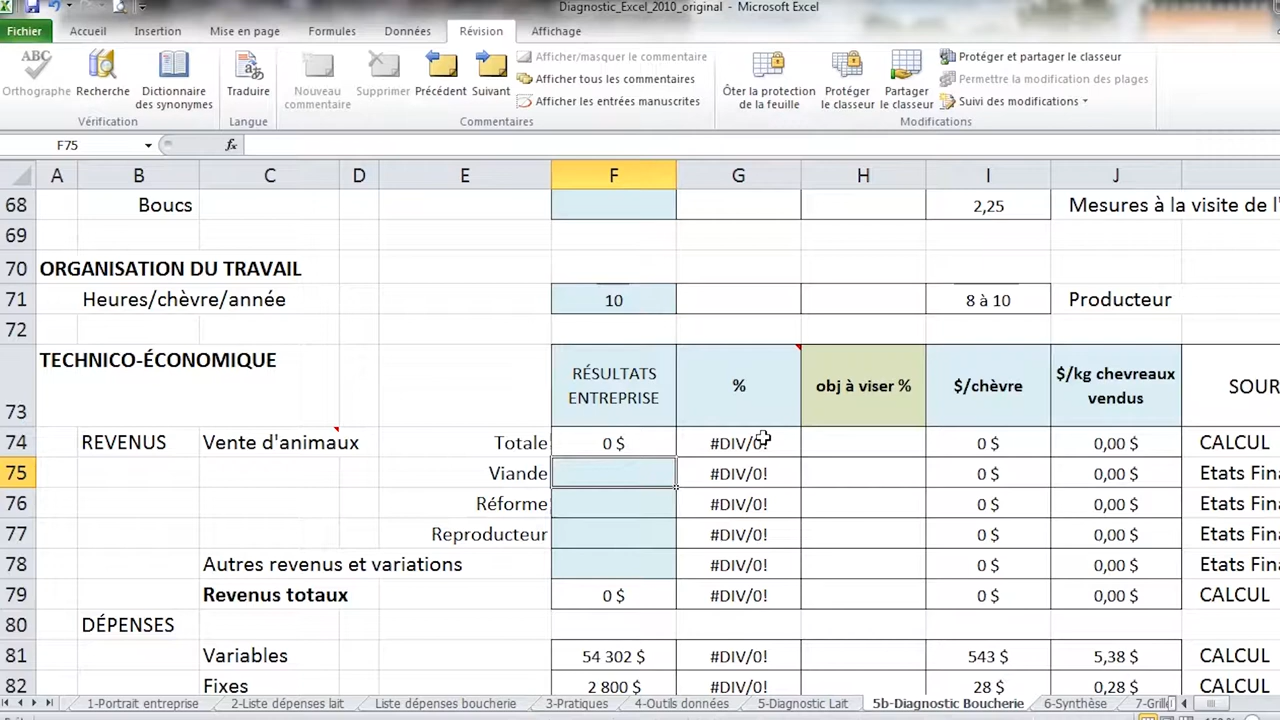 Diagnostic_Excel_2010_original - Microsoft Excel
Fichier Accueil Insertion Mise en page Formules Données Révision Affichage
ABC
Orthographe Recherche Dictionnaire des synonymes Traduire Nouveau commentaire Supprimer Précédent Suivant
Afficher/masquer le commentaire
Afficher tous les commentaires
Afficher les entrées manuscrites
Ôter la protection de la feuille Protéger le classeur Partager le classeur
Protéger et partager le classeur
Permettre la modification des plages
Suivi des modifications
Vérification Langue Commentaires Modifications
F75 fx
A B C D E F G H I J
68 Boucs 2,25 Mesures à la visite de l'
69
70 ORGANISATION DU TRAVAIL
71 Heures/chèvre/année 10 8 à 10 Producteur
72
73 TECHNICO-ÉCONOMIQUE RÉSULTATS ENTREPRISE % obj à viser % $/chèvre $/kg chevreaux vendus SOUR
74 REVENUS Vente d'animaux Totale 0 $ #DIV/0! 0 $ 0,00 $ CALCUL
75 Viande #DIV/0! 0 $ 0,00 $ Etats Fina
76 Réforme #DIV/0! 0 $ 0,00 $ Etats Fina
77 Reproducteur #DIV/0! 0 $ 0,00 $ Etats Fina
78 Autres revenus et variations #DIV/0! 0 $ 0,00 $ Etats Fina
79 Revenus totaux 0 $ #DIV/0! 0 $ 0,00 $ CALCUL
80 DÉPENSES
81 Variables 54 302 $ #DIV/0! 543 $ 5,38 $ CALCUL
82 Fixes 2 800 $ #DIV/0! 28 $ 0,28 $ CALCUL
1-Portrait entreprise 2-Liste dépenses lait Liste dépenses boucherie 3-Pratiques 4-Outils données 5-Diagnostic Lait 5b-Diagnostic Boucherie 6-Synthèse 7-Grille